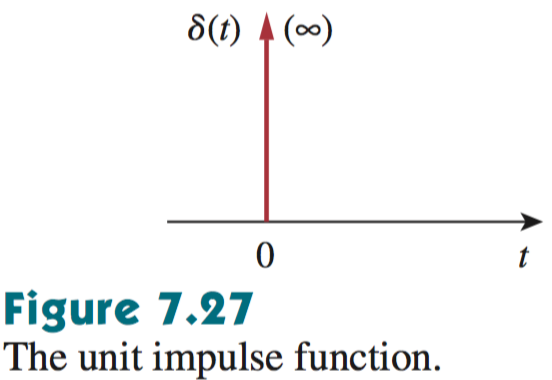 δ(t) (∞)
0 t
Figure 7.27
The unit impulse function.